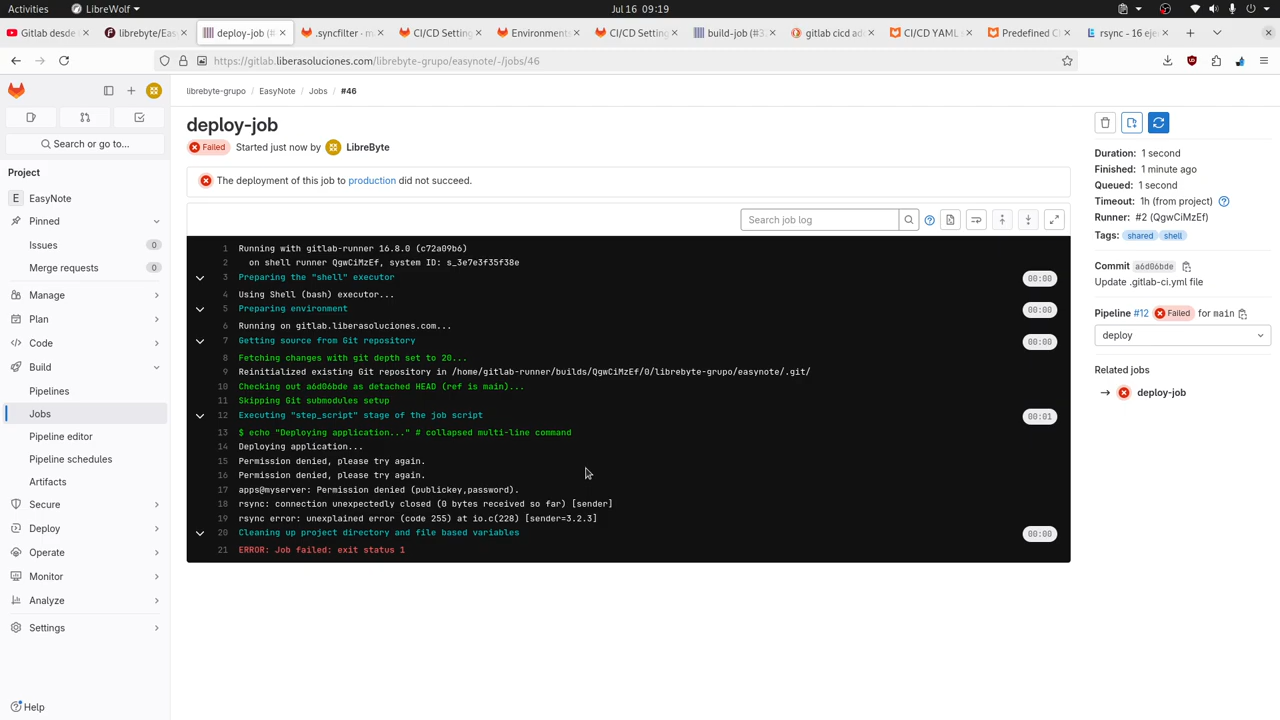 Activities
LibreWolf
Jul 16 09:19
Gitlab desde
librebyte/Eas
deploy-job (#
.syncfilter · m
CI/CD Setting
Environments
CI/CD Setting
build-job (#3
gitlab cicd ad
CI/CD YAML s
Predefined C
rsync - 16 eje
https://gitlab.liberasoluciones.com/librebyte-grupo/easynote/-/jobs/46
librebyte-grupo / EasyNote / Jobs / #46
Search or go to...
Project
E EasyNote
Pinned
Issues 0
Merge requests 0
Manage
Plan
Code
Build
Pipelines
Jobs
Pipeline editor
Pipeline schedules
Artifacts
Secure
Deploy
Operate
Monitor
Analyze
Settings
Help
deploy-job
Failed Started just now by LibreByte
The deployment of this job to production did not succeed.
Search job log
1 Running with gitlab-runner 16.8.0 (c72a09b6)
2 on shell runner QgwCiMzEf, system ID: s_3e7e3f35f38e
3 Preparing the "shell" executor 00:00
4 Using Shell (bash) executor...
5 Preparing environment 00:00
6 Running on gitlab.liberasoluciones.com...
7 Getting source from Git repository 00:00
8 Fetching changes with git depth set to 20...
9 Reinitialized existing Git repository in /home/gitlab-runner/builds/QgwCiMzEf/0/librebyte-grupo/easynote/.git/
10 Checking out a6d06bde as detached HEAD (ref is main)...
11 Skipping Git submodules setup
12 Executing "step_script" stage of the job script 00:01
13 $ echo "Deploying application..." # collapsed multi-line command
14 Deploying application...
15 Permission denied, please try again.
16 Permission denied, please try again.
17 apps@myserver: Permission denied (publickey,password).
18 rsync: connection unexpectedly closed (0 bytes received so far) [sender]
19 rsync error: unexplained error (code 255) at io.c(228) [sender=3.2.3]
20 Cleaning up project directory and file based variables 00:00
21 ERROR: Job failed: exit status 1
Duration: 1 second
Finished: 1 minute ago
Queued: 1 second
Timeout: 1h (from project)
Runner: #2 (QgwCiMzEf)
Tags: shared shell
Commit a6d06bde
Update .gitlab-ci.yml file
Pipeline #12 Failed for main
deploy
Related jobs
deploy-job